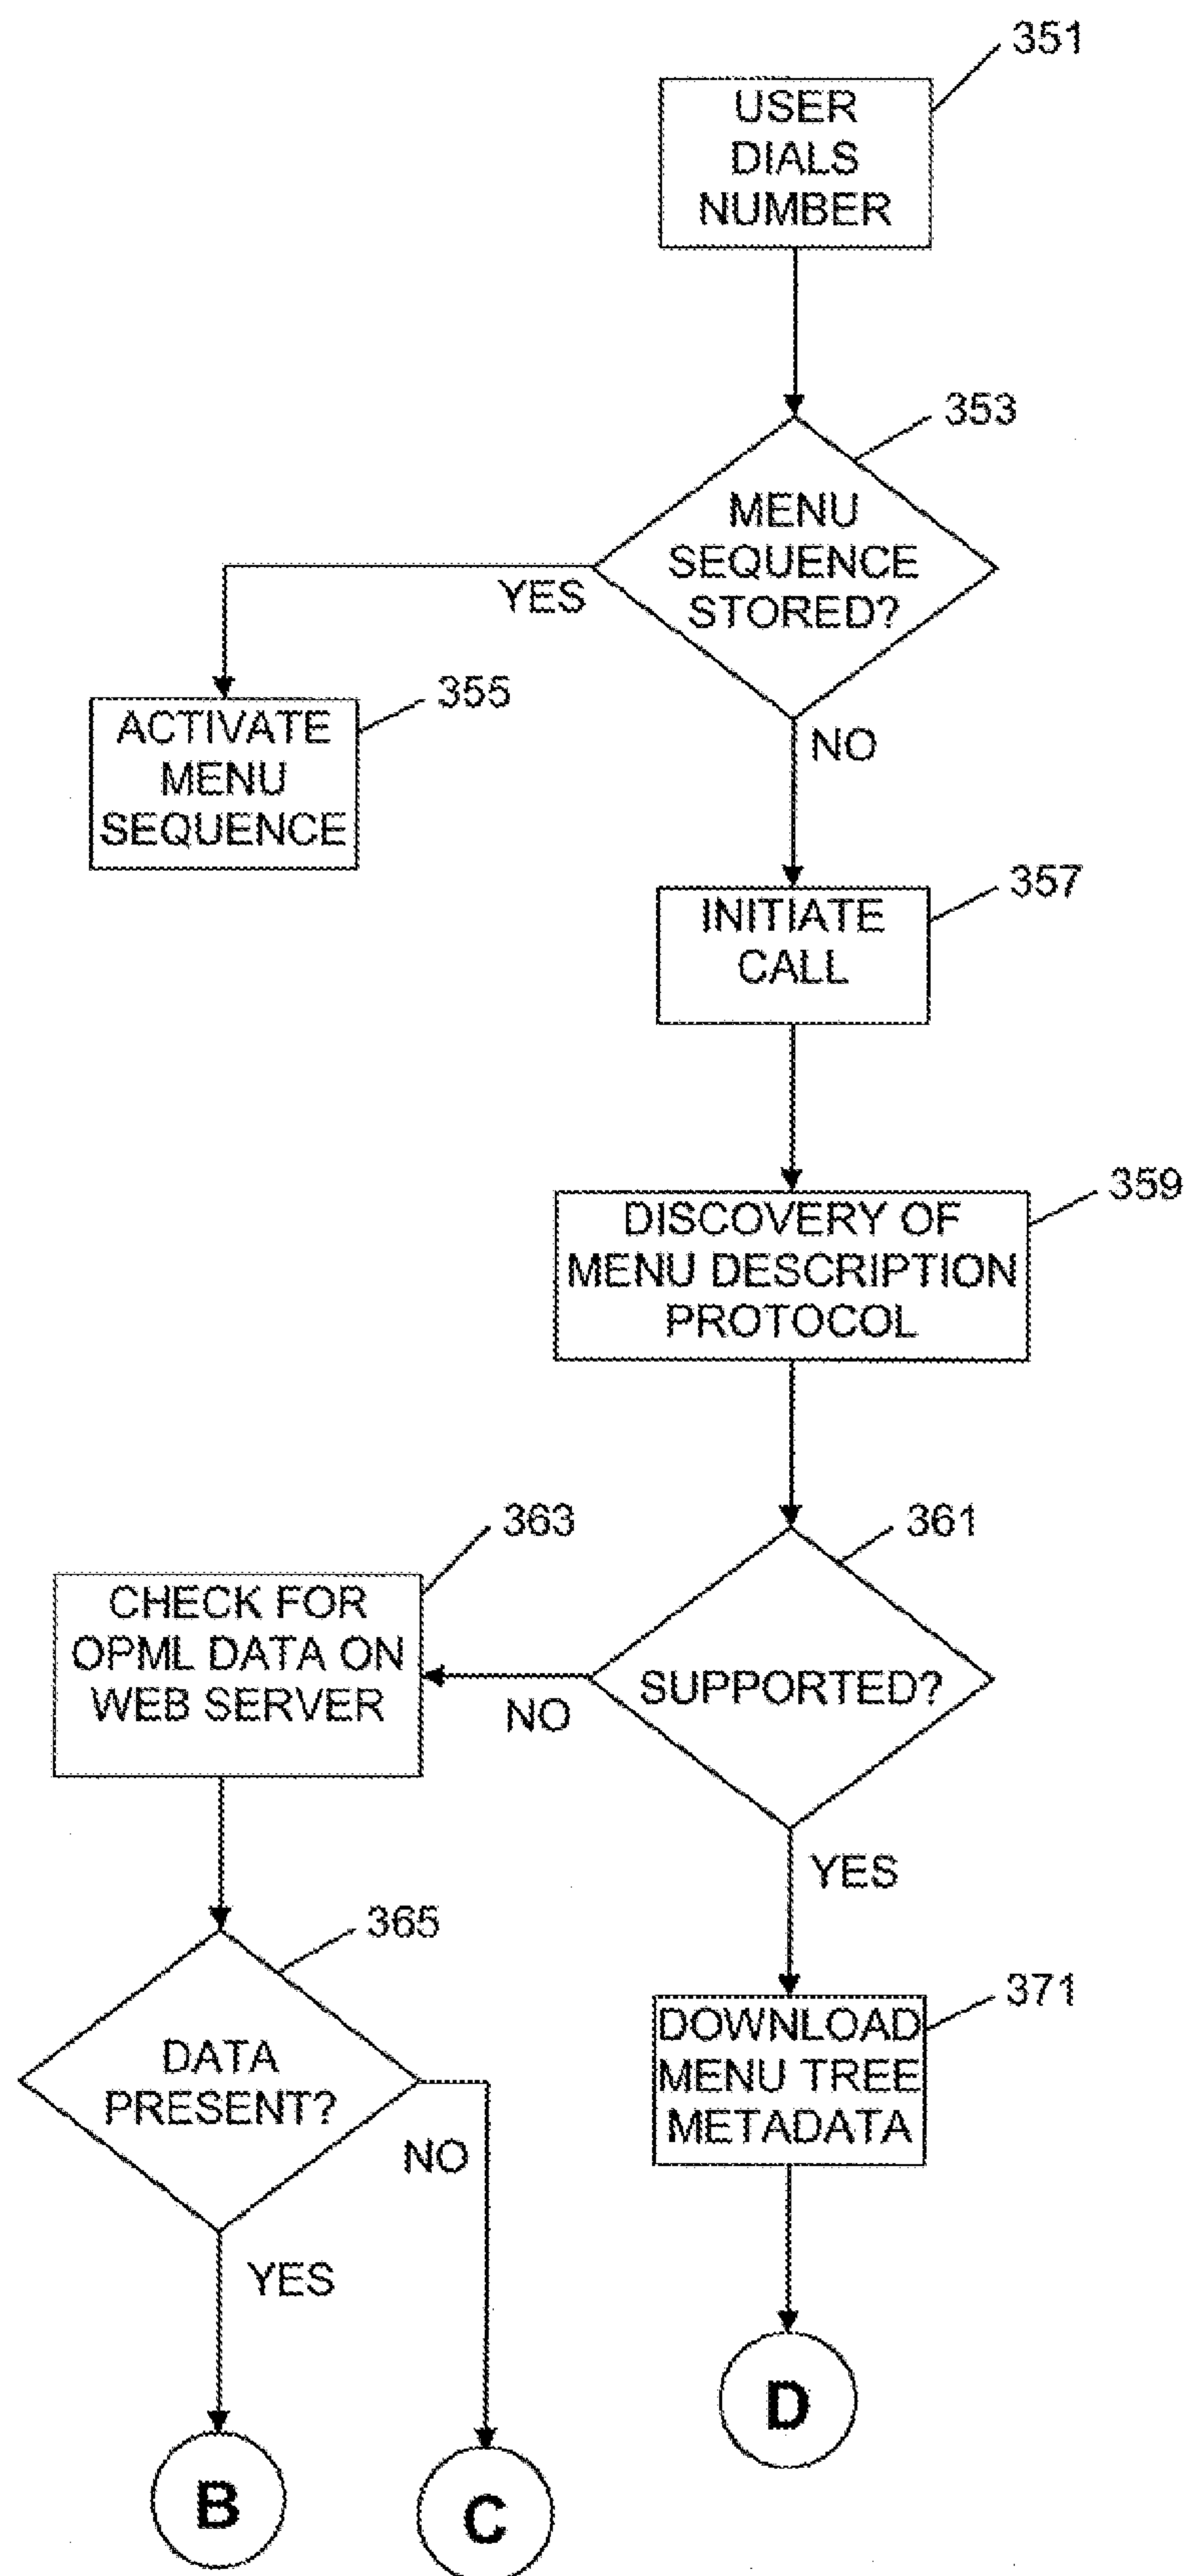 351
USER
DIALS
NUMBER
353
MENU
SEQUENCE
STORED?
YES
355
ACTIVATE
MENU
SEQUENCE
NO
357
INITIATE
CALL
359
DISCOVERY OF
MENU DESCRIPTION
PROTOCOL
361
SUPPORTED?
363
CHECK FOR
OPML DATA ON
WEB SERVER
NO
YES
365
DATA
PRESENT?
371
DOWNLOAD
MENU TREE
METADATA
NO
YES
D
B
C